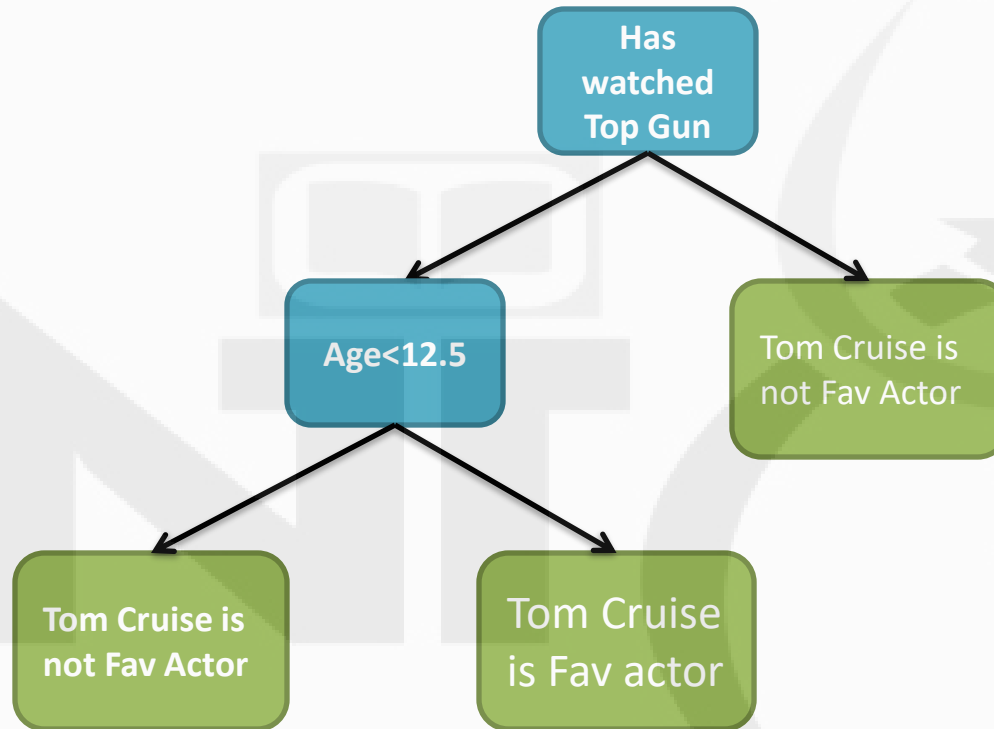 Has
watched
Top Gun
Age<12.5
Tom Cruise is
not Fav Actor
Tom Cruise is
not Fav Actor
Tom Cruise
is Fav actor